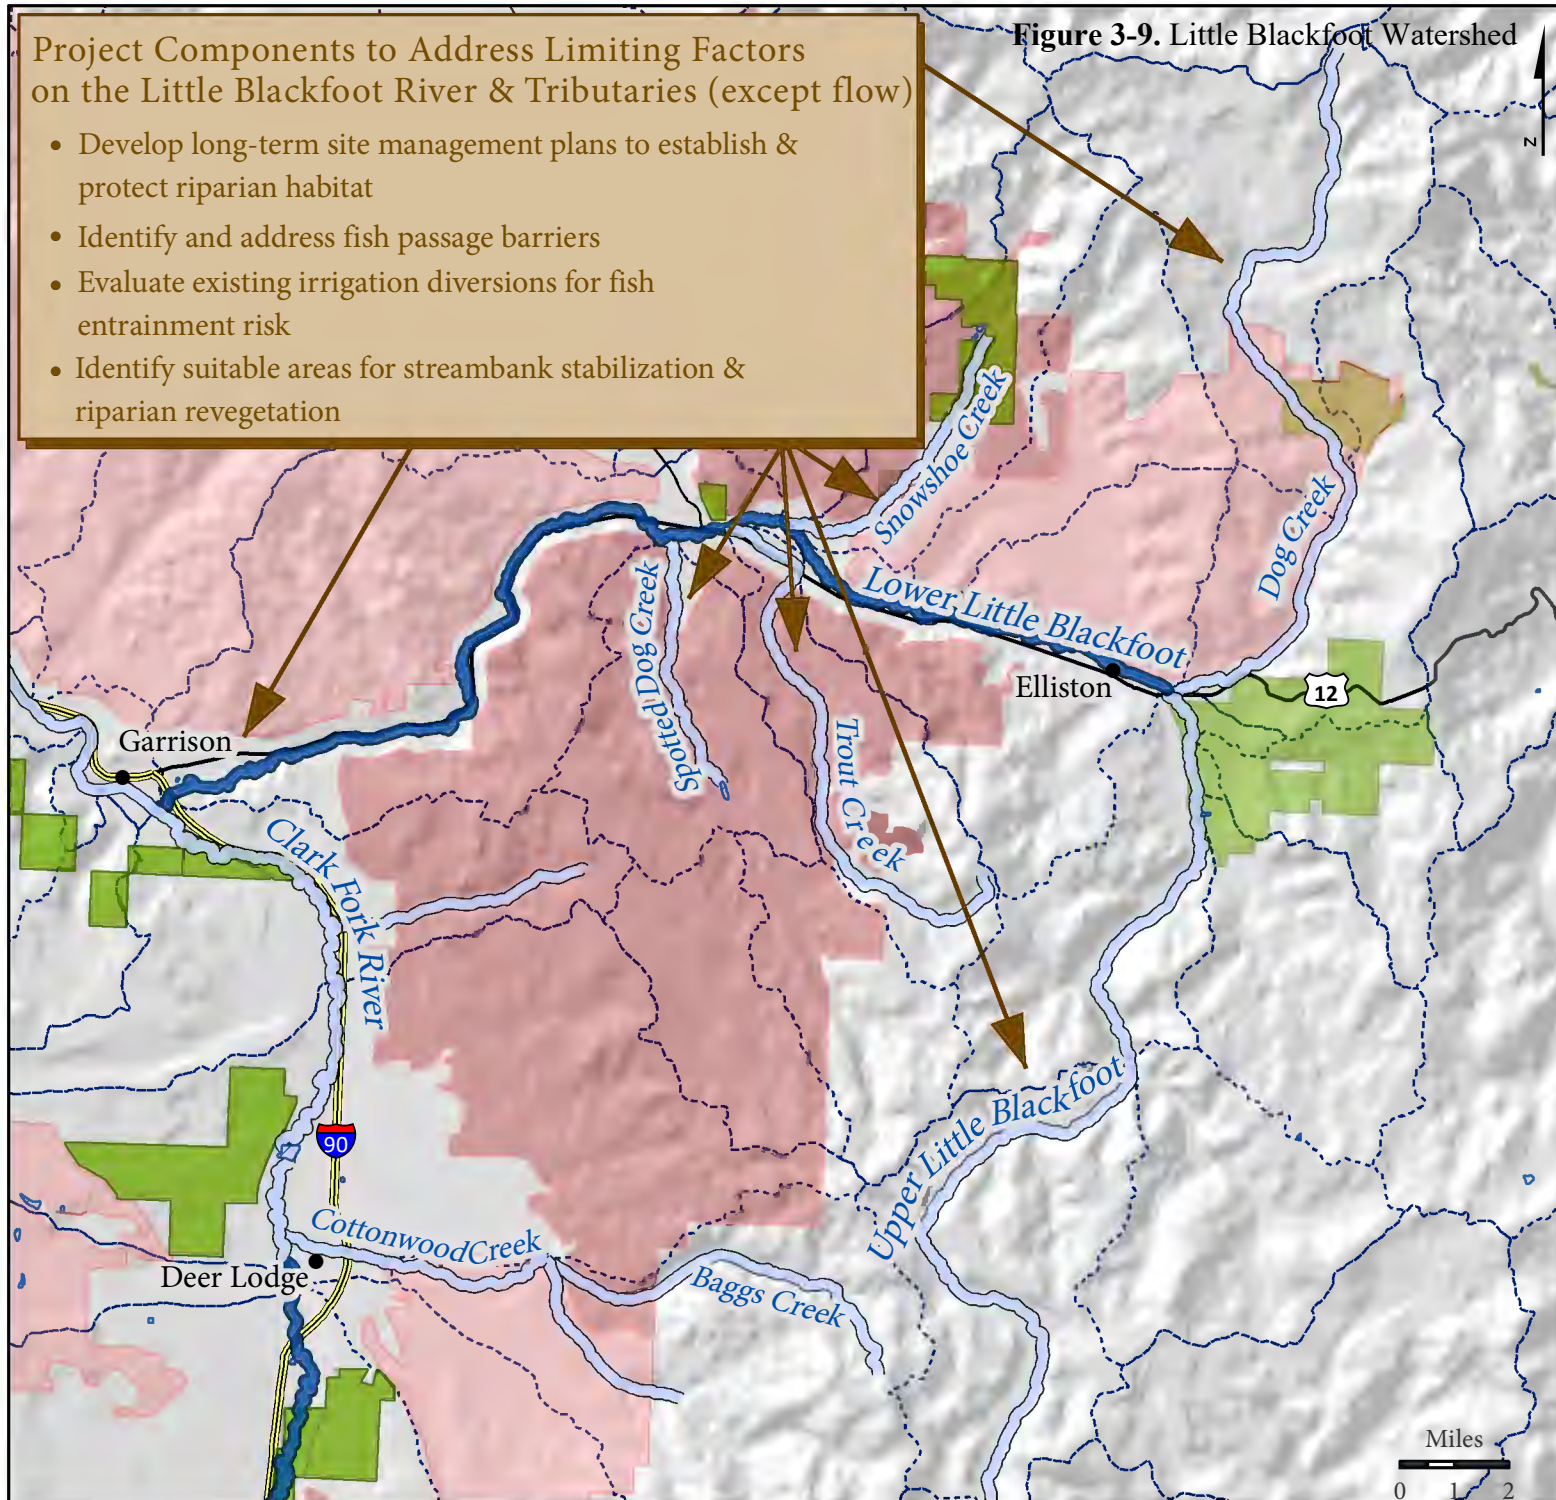 Figure 3-9. Little Blackfoot Watershed
Project Components to Address Limiting Factors
on the Little Blackfoot River & Tributaries (except flow)
• Develop long-term site management plans to establish &
protect riparian habitat
• Identify and address fish passage barriers
• Evaluate existing irrigation diversions for fish
entrainment risk
• Identify suitable areas for streambank stabilization &
riparian revegetation
N
Snowshoe Creek
Dog Creek
Spotted Dog Creek
Lower Little Blackfoot
Elliston
12
Garrison
Trout Creek
Clark Fork River
Upper Little Blackfoot
90
Cottonwood Creek
Deer Lodge
Baggs Creek
Miles
0 1 2